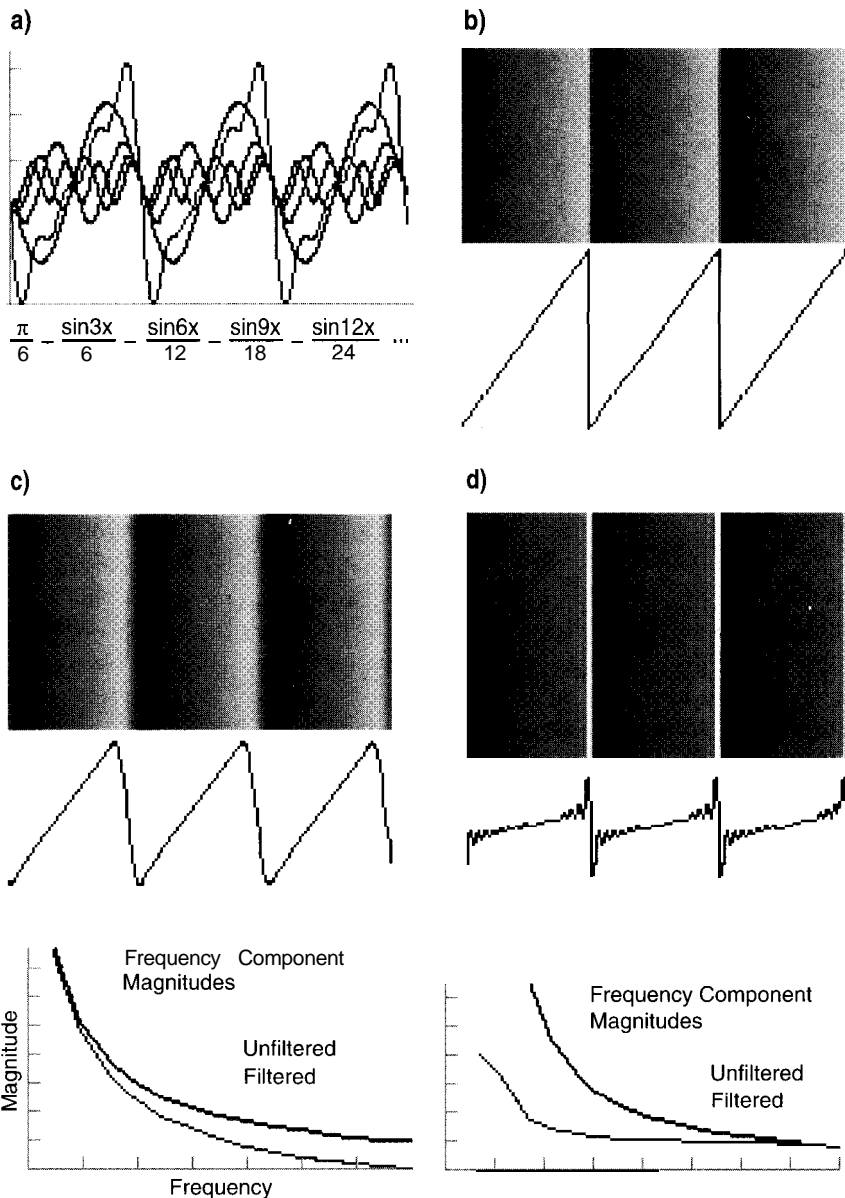 a)
b)
π/6 - sin3x/6 - sin6x/12 - sin9x/18 - sin12x/24 ...
c)
d)
Frequency Component
Magnitudes
Unfiltered
Filtered
Magnitude
Frequency
Frequency Component
Magnitudes
Unfiltered
Filtered